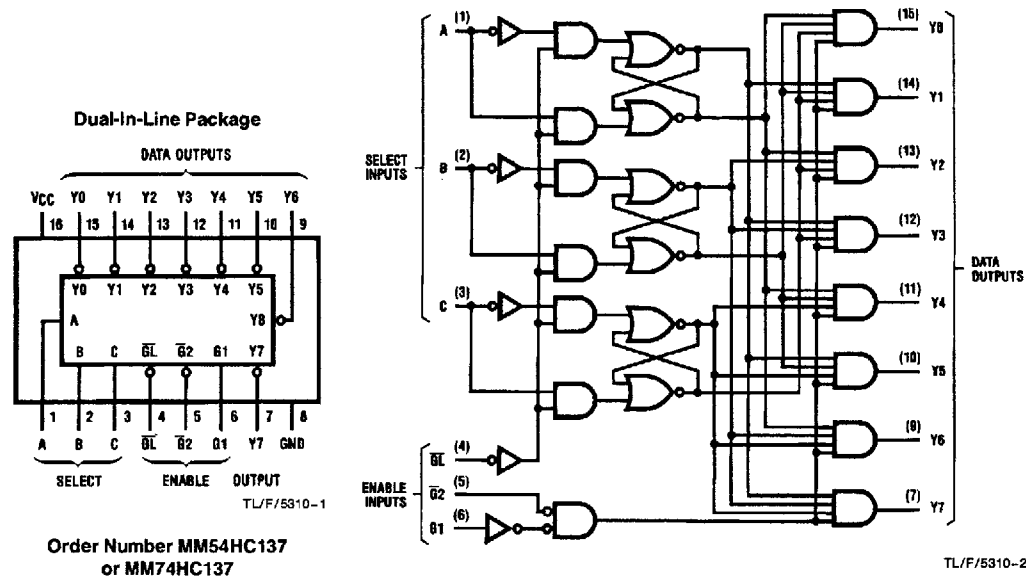 Dual-In-Line Package
DATA OUTPUTS
VCC Y0 Y1 Y2 Y3 Y4 Y5 Y6
16 15 14 13 12 11 10 9
Y0 Y1 Y2 Y3 Y4 Y5
A Y6
B C GL G2 G1 Y7
1 2 3 4 5 6 7 8
A B C GL G2 G1 Y7 GND
SELECT ENABLE OUTPUT
TL/F/5310-1
Order Number MM54HC137
or MM74HC137
A (1)
SELECT
INPUTS
B (2)
C (3)
ENABLE
INPUTS
GL (4)
G2 (5)
G1 (6)
(15) Y0
(14) Y1
(13) Y2
(12) Y3
(11) Y4
(10) Y5
(9) Y6
(7) Y7
DATA
OUTPUTS
TL/F/5310-2